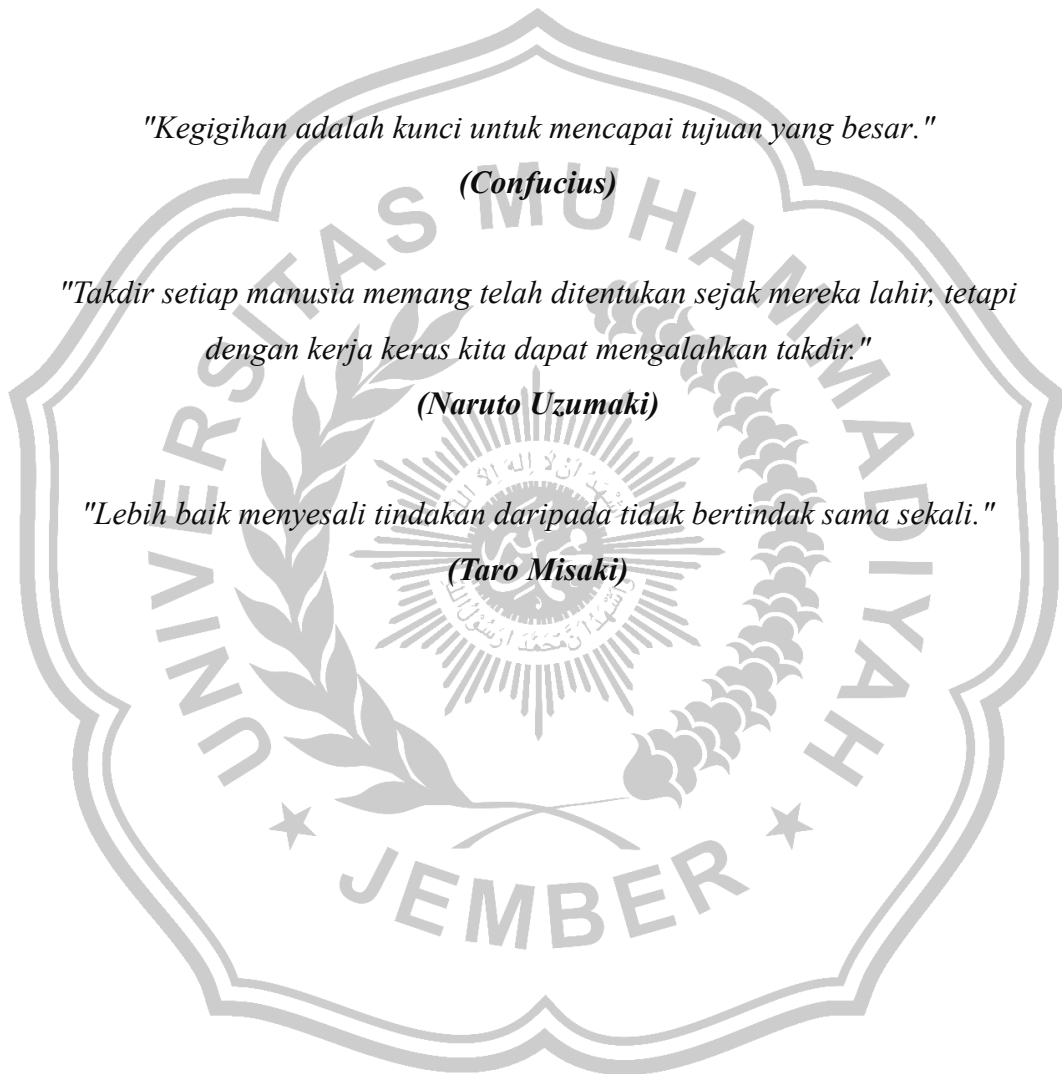 "Kegigihan adalah kunci untuk mencapai tujuan yang besar."
(Confucius)
"Takdir setiap manusia memang telah ditentukan sejak mereka lahir, tetapi
dengan kerja keras kita dapat mengalahkan takdir."
(Naruto Uzumaki)
"Lebih baik menyesali tindakan daripada tidak bertindak sama sekali."
(Taro Misaki)
UNIVERSITAS MUHAMMADIYAH
JEMBER